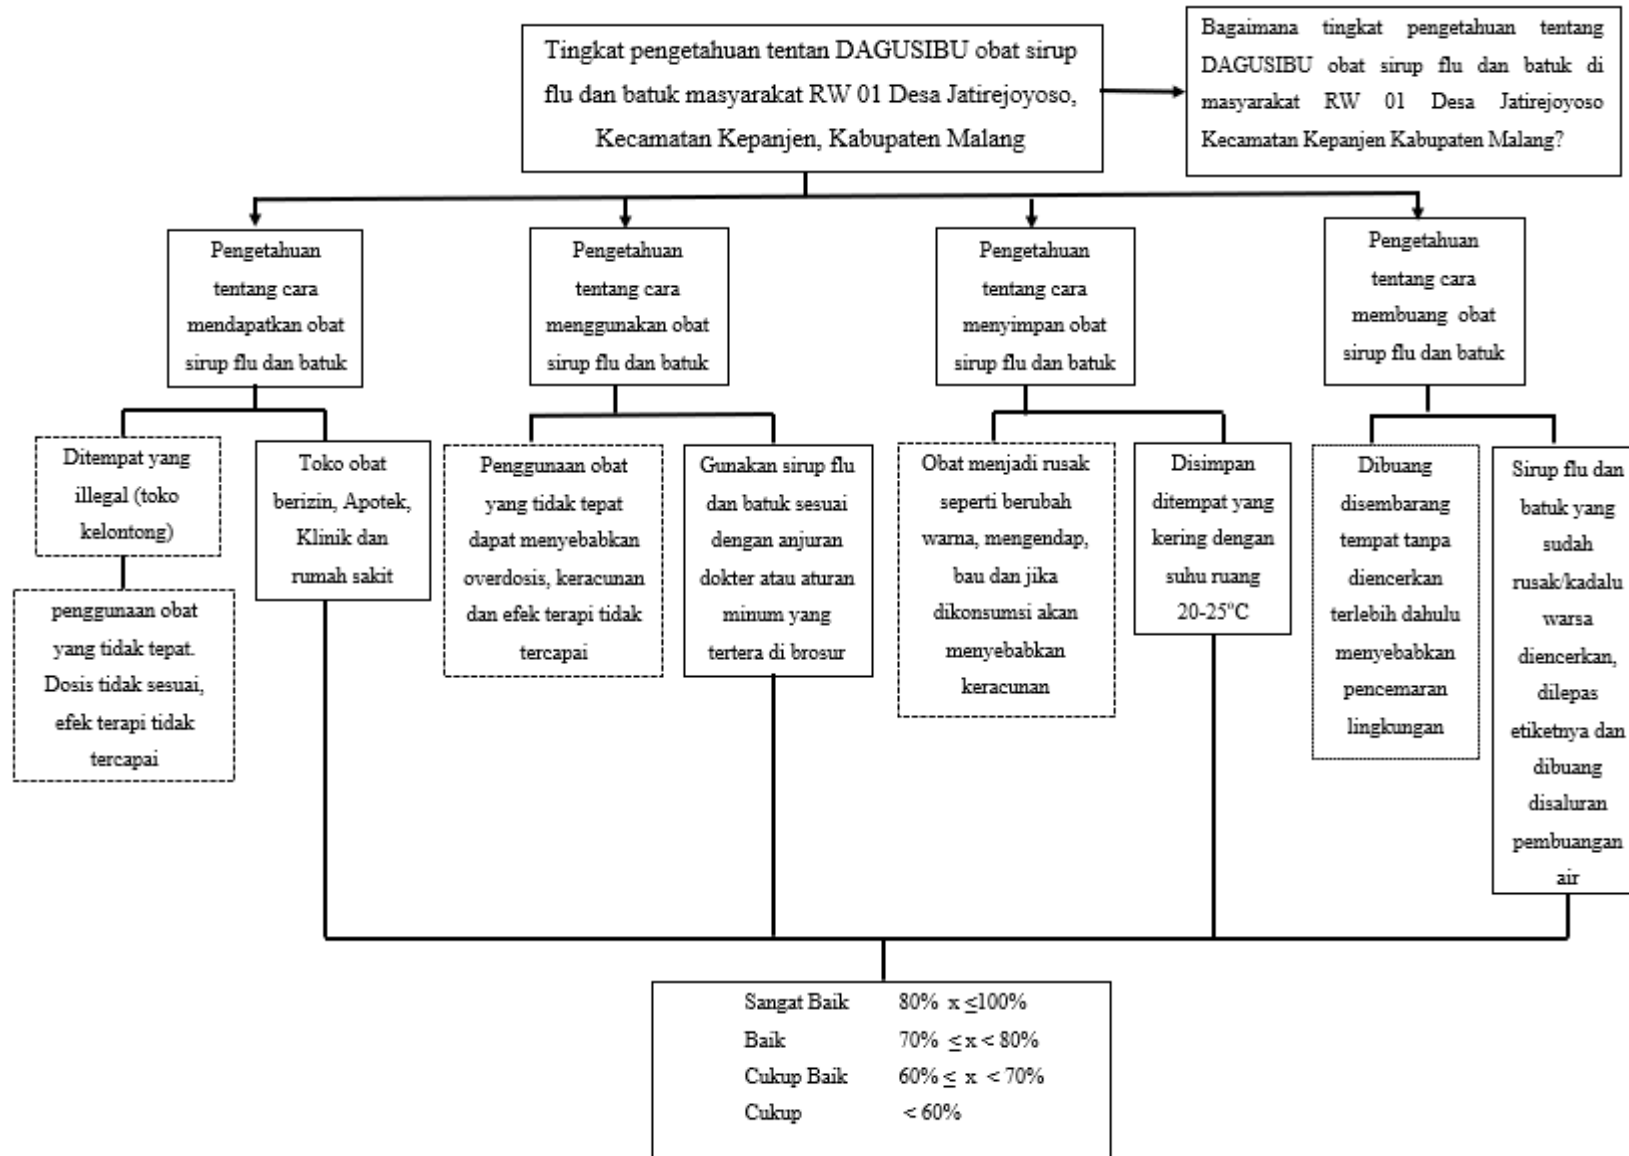 Tingkat pengetahuan tentan DAGUSIBU obat sirup
flu dan batuk masyarakat RW 01 Desa Jatirejoyoso,
Kecamatan Kepanjen, Kabupaten Malang
Bagaimana tingkat pengetahuan tentang
DAGUSIBU obat sirup flu dan batuk di
masyarakat RW 01 Desa Jatirejoyoso
Kecamatan Kepanjen Kabupaten Malang?
Pengetahuan
tentang cara
mendapatkan obat
sirup flu dan batuk
Pengetahuan
tentang cara
menggunakan obat
sirup flu dan batuk
Pengetahuan
tentang cara
menyimpan obat
sirup flu dan batuk
Pengetahuan
tentang cara
membuang obat
sirup flu dan batuk
Ditempat yang
illegal (toko
kelontong)
penggunaan obat
yang tidak tepat.
Dosis tidak sesuai,
efek terapi tidak
tercapai
Toko obat
berizin, Apotek,
Klinik dan
rumah sakit
Penggunaan obat
yang tidak tepat
dapat menyebabkan
overdosis, keracunan
dan efek terapi tidak
tercapai
Gunakan sirup flu
dan batuk sesuai
dengan anjuran
dokter atau aturan
minum yang
tertera di brosur
Obat menjadi rusak
seperti berubah
warna, mengendap,
bau dan jika
dikonsumsi akan
menyebabkan
keracunan
Disimpan
ditempat yang
kering dengan
suhu ruang
20-25°C
Dibuang
disembarang
tempat tanpa
diencerkan
terlebih dahulu
menyebabkan
pencemaran
lingkungan
Sirup flu dan
batuk yang
sudah
rusak/kadalu
warsa
diencerkan,
dilepas
etiketnya dan
dibuang
disaluran
pembuangan
air
Sangat Baik 80% x ≤100%
Baik 70% ≤ x < 80%
Cukup Baik 60% ≤ x < 70%
Cukup < 60%